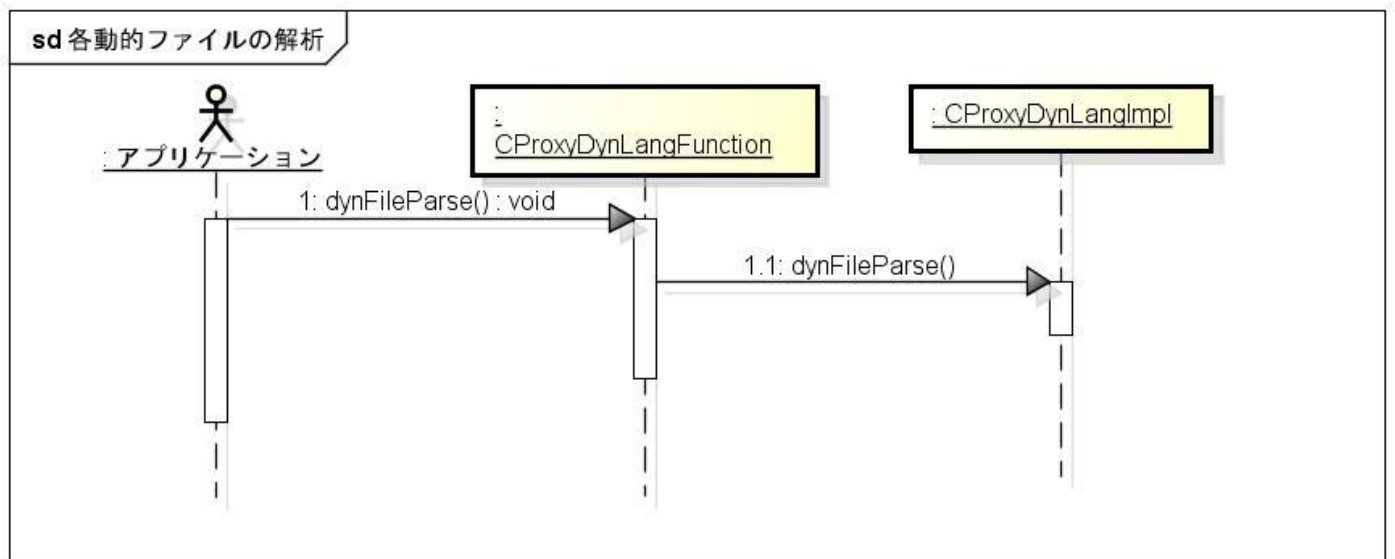 sd 各動的ファイルの解析
: アプリケーション
:
CProxyDynLangFunction
: CProxyDynLangImpl
1: dynFileParse() : void
1.1: dynFileParse()